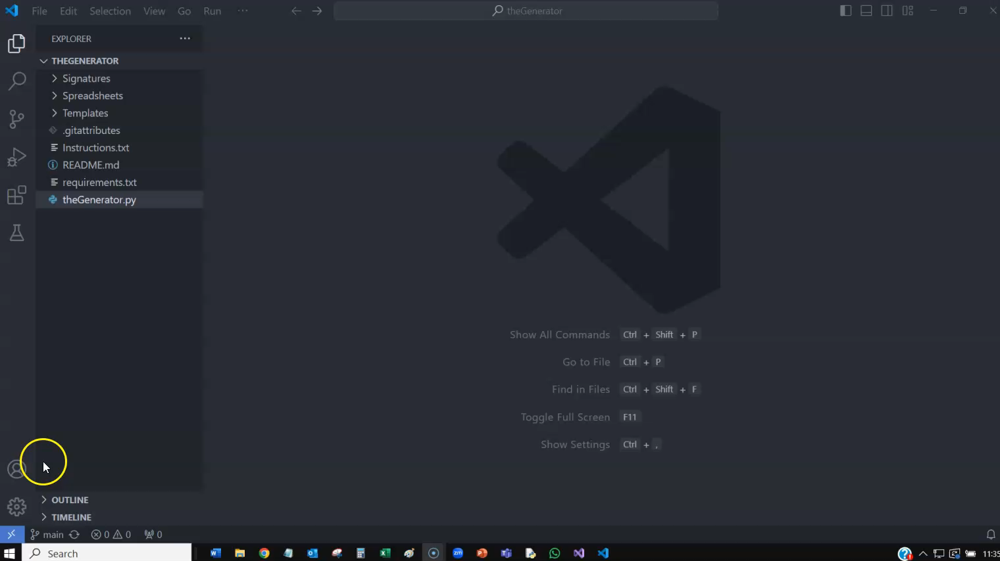 File Edit Selection View Go Run ···
theGenerator
EXPLORER ···
THEGENERATOR
Signatures
Spreadsheets
Templates
.gitattributes
Instructions.txt
README.md
requirements.txt
theGenerator.py
Show All Commands Ctrl + Shift + P
Go to File Ctrl + P
Find in Files Ctrl + Shift + F
Toggle Full Screen F11
Show Settings Ctrl + ,
OUTLINE
TIMELINE
main 0 0 0
Search
zm
11:35